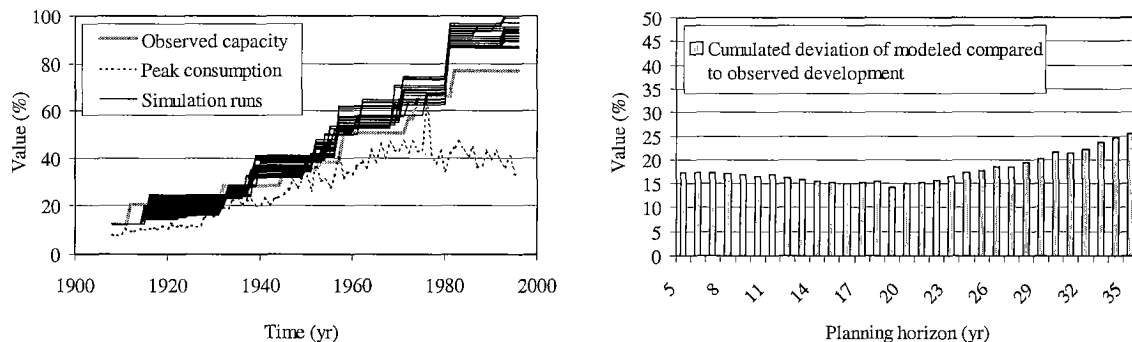 100
80
60
40
20
0
Value (%)
Observed capacity
Peak consumption
Simulation runs
1900 1920 1940 1960 1980 2000
Time (yr)
50
45
40
35
30
25
20
15
10
5
0
Value (%)
Cumulated deviation of modeled compared
to observed development
5 8 11 14 17 20 23 26 29 32 35
Planning horizon (yr)